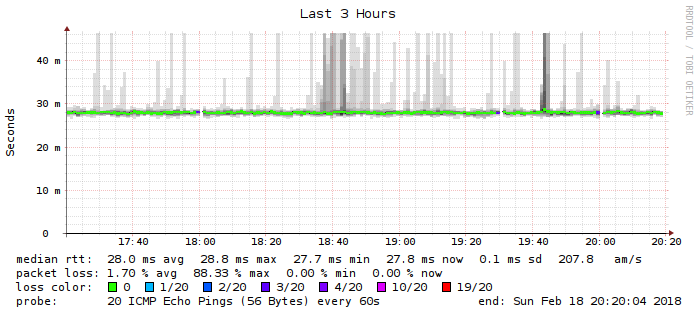 Last 3 Hours
RRDTOOL / TOBI OETIKER
Seconds
40 m
30 m
20 m
10 m
0
17:40 18:00 18:20 18:40 19:00 19:20 19:40 20:00 20:20
median rtt: 28.0 ms avg 28.8 ms max 27.7 ms min 27.8 ms now 0.1 ms sd 207.8 am/s
packet loss: 1.70 % avg 88.33 % max 0.00 % min 0.00 % now
loss color: 0 1/20 2/20 3/20 4/20 10/20 19/20
probe: 20 ICMP Echo Pings (56 Bytes) every 60s end: Sun Feb 18 20:20:04 2018